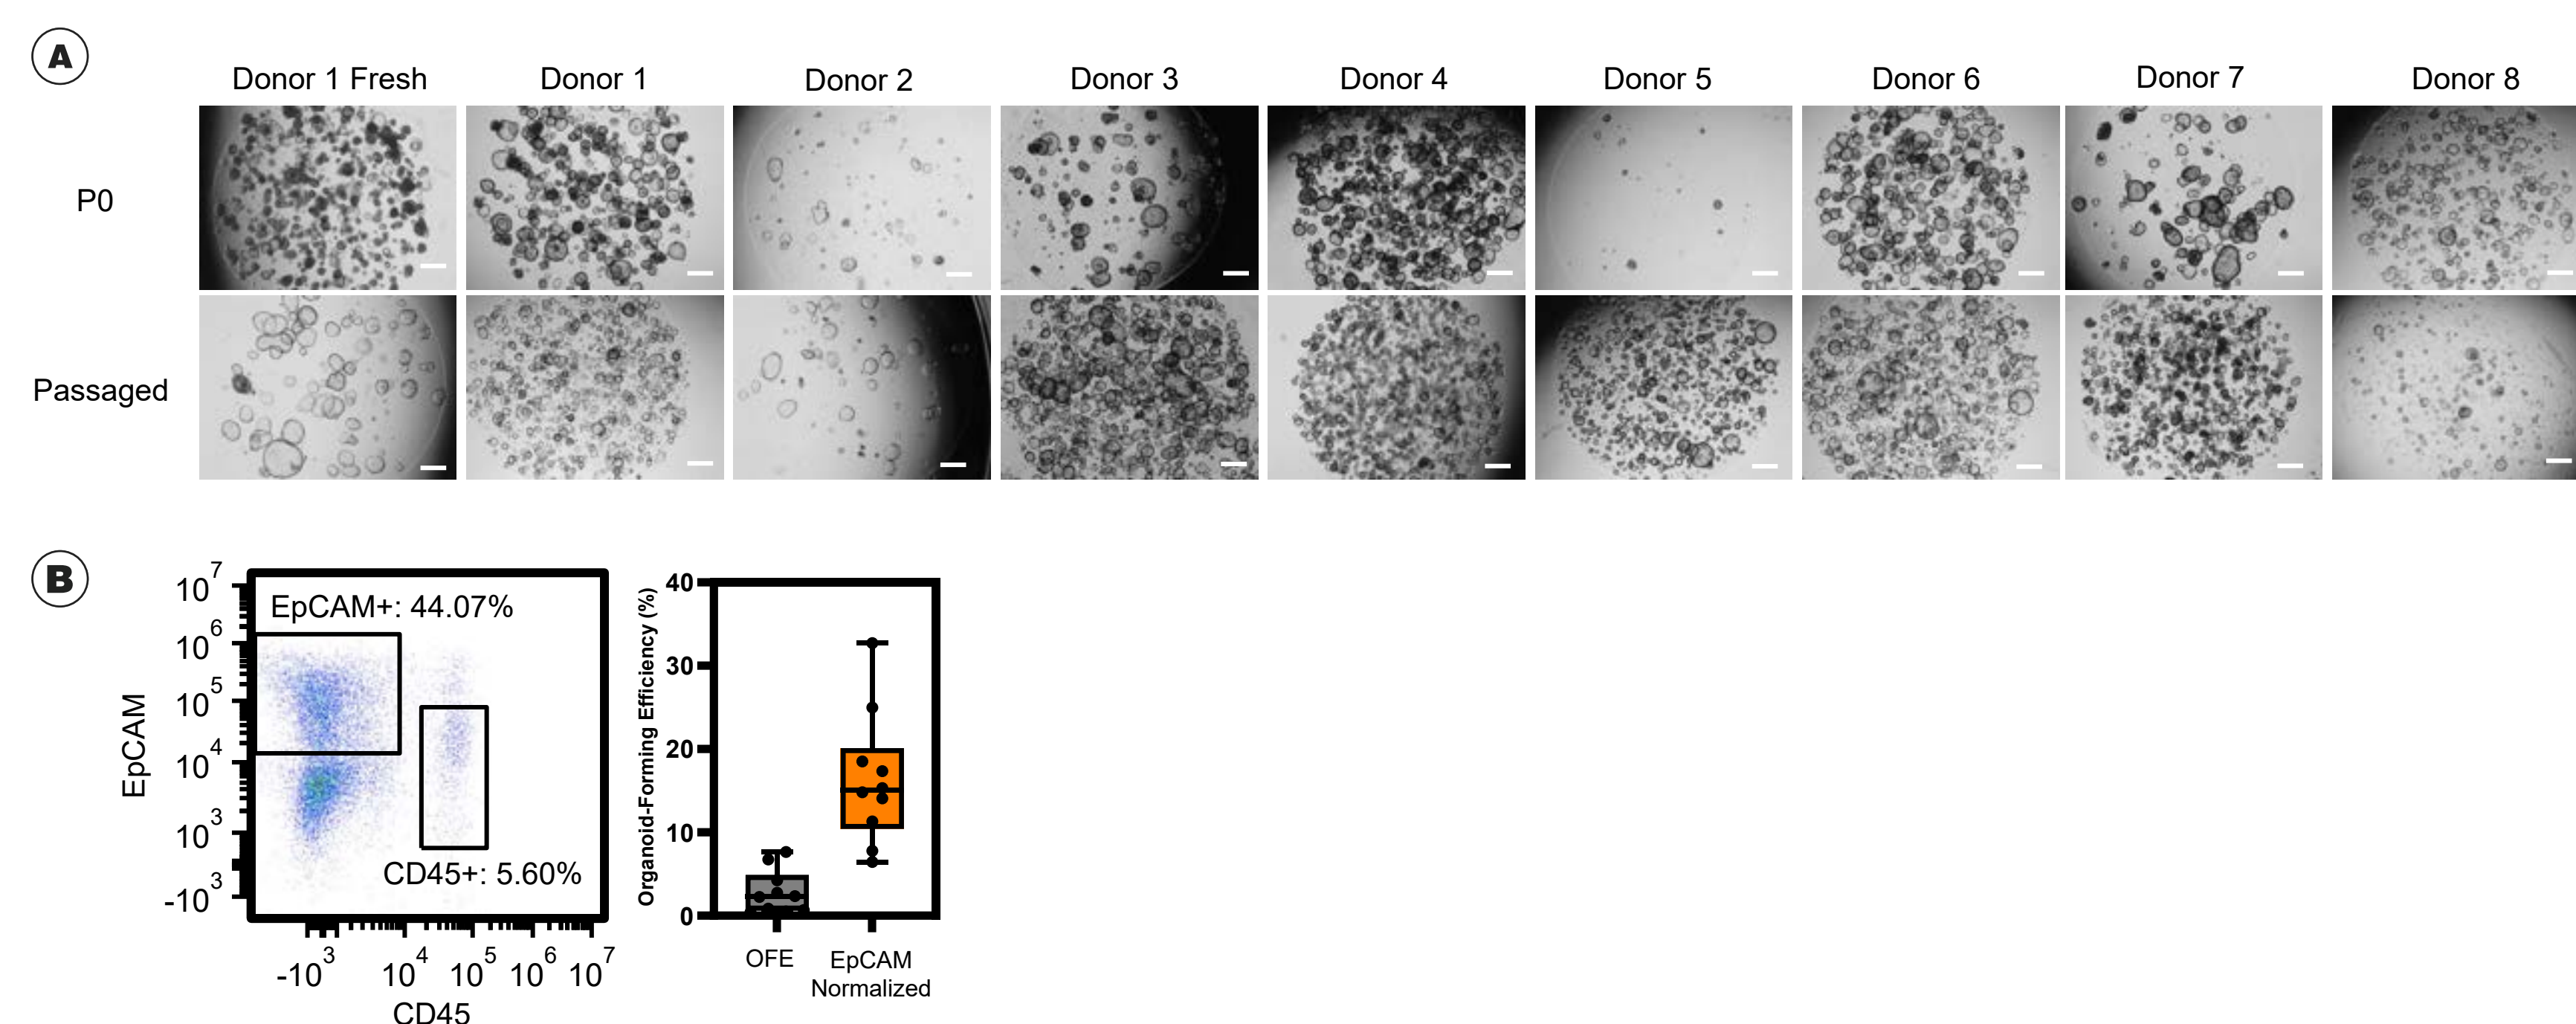 A
Donor 1 Fresh
Donor 1
Donor 2
Donor 3
Donor 4
Donor 5
Donor 6
Donor 7
Donor 8
P0
Passaged
B
EpCAM
10^7
10^6
10^5
10^4
10^3
-10^3
EpCAM+: 44.07%
CD45+: 5.60%
-10^3
10^4
10^5
10^6
10^7
CD45
Organoid-Forming Efficiency (%)
40
30
20
10
0
OFE
EpCAM
Normalized